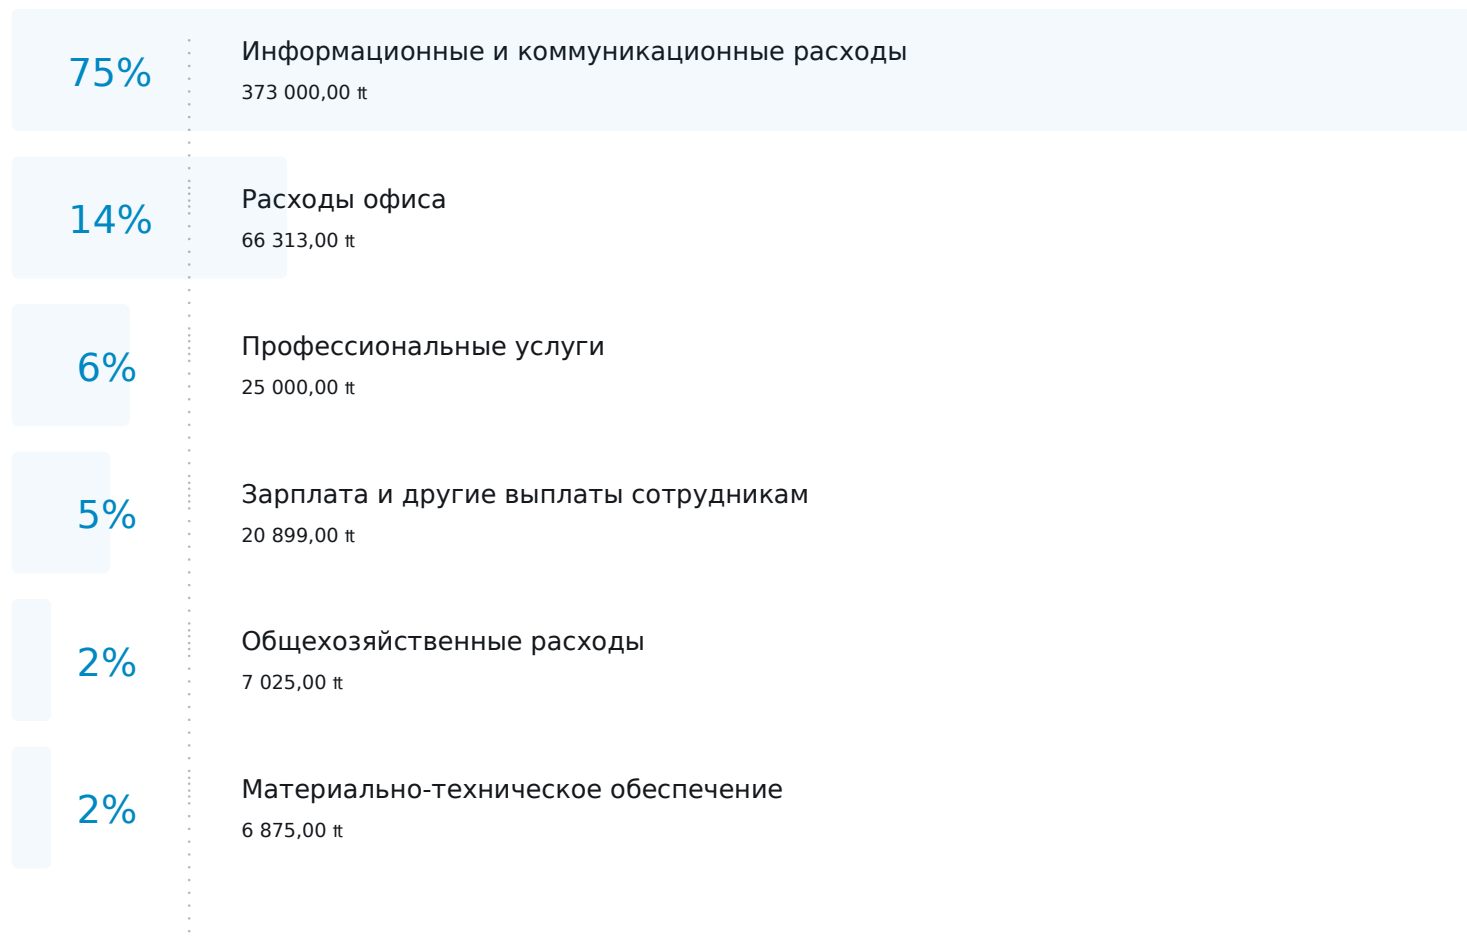 75%
Информационные и коммуникационные расходы
373 000,00 ₶
14%
Расходы офиса
66 313,00 ₶
6%
Профессиональные услуги
25 000,00 ₶
5%
Зарплата и другие выплаты сотрудникам
20 899,00 ₶
2%
Общехозяйственные расходы
7 025,00 ₶
2%
Материально-техническое обеспечение
6 875,00 ₶